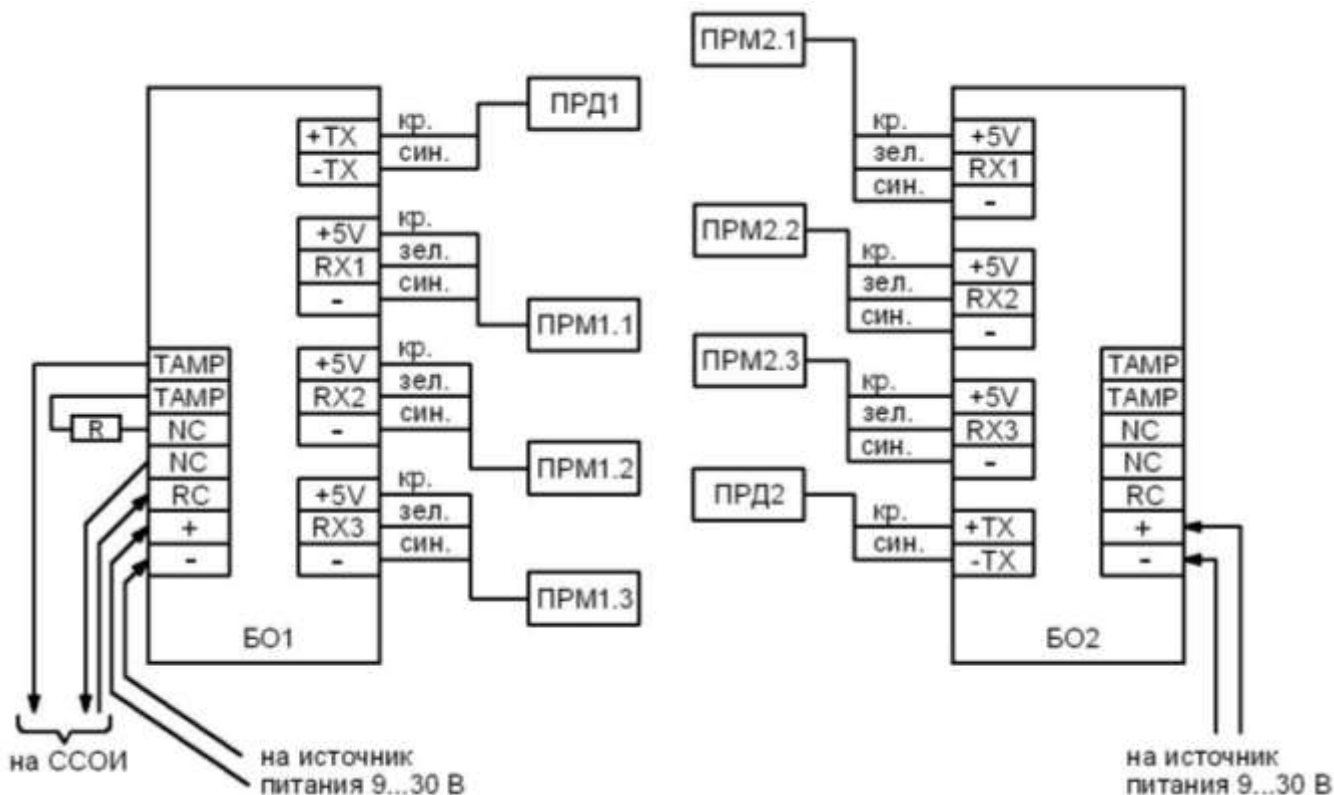 ПРД1
+TX
-TX
кр.
син.
+5V
RX1
-
кр.
зел.
син.
ПРМ1.1
+5V
RX2
-
кр.
зел.
син.
ПРМ1.2
+5V
RX3
-
кр.
зел.
син.
ПРМ1.3
TAMP
TAMP
R
NC
NC
RC
+
-
БО1
на ССОИ
на источник
питания 9...30 В
ПРМ2.1
кр.
зел.
син.
+5V
RX1
-
ПРМ2.2
кр.
зел.
син.
+5V
RX2
-
ПРМ2.3
кр.
зел.
син.
+5V
RX3
-
ПРД2
кр.
син.
+TX
-TX
TAMP
TAMP
NC
NC
RC
+
-
БО2
на источник
питания 9...30 В